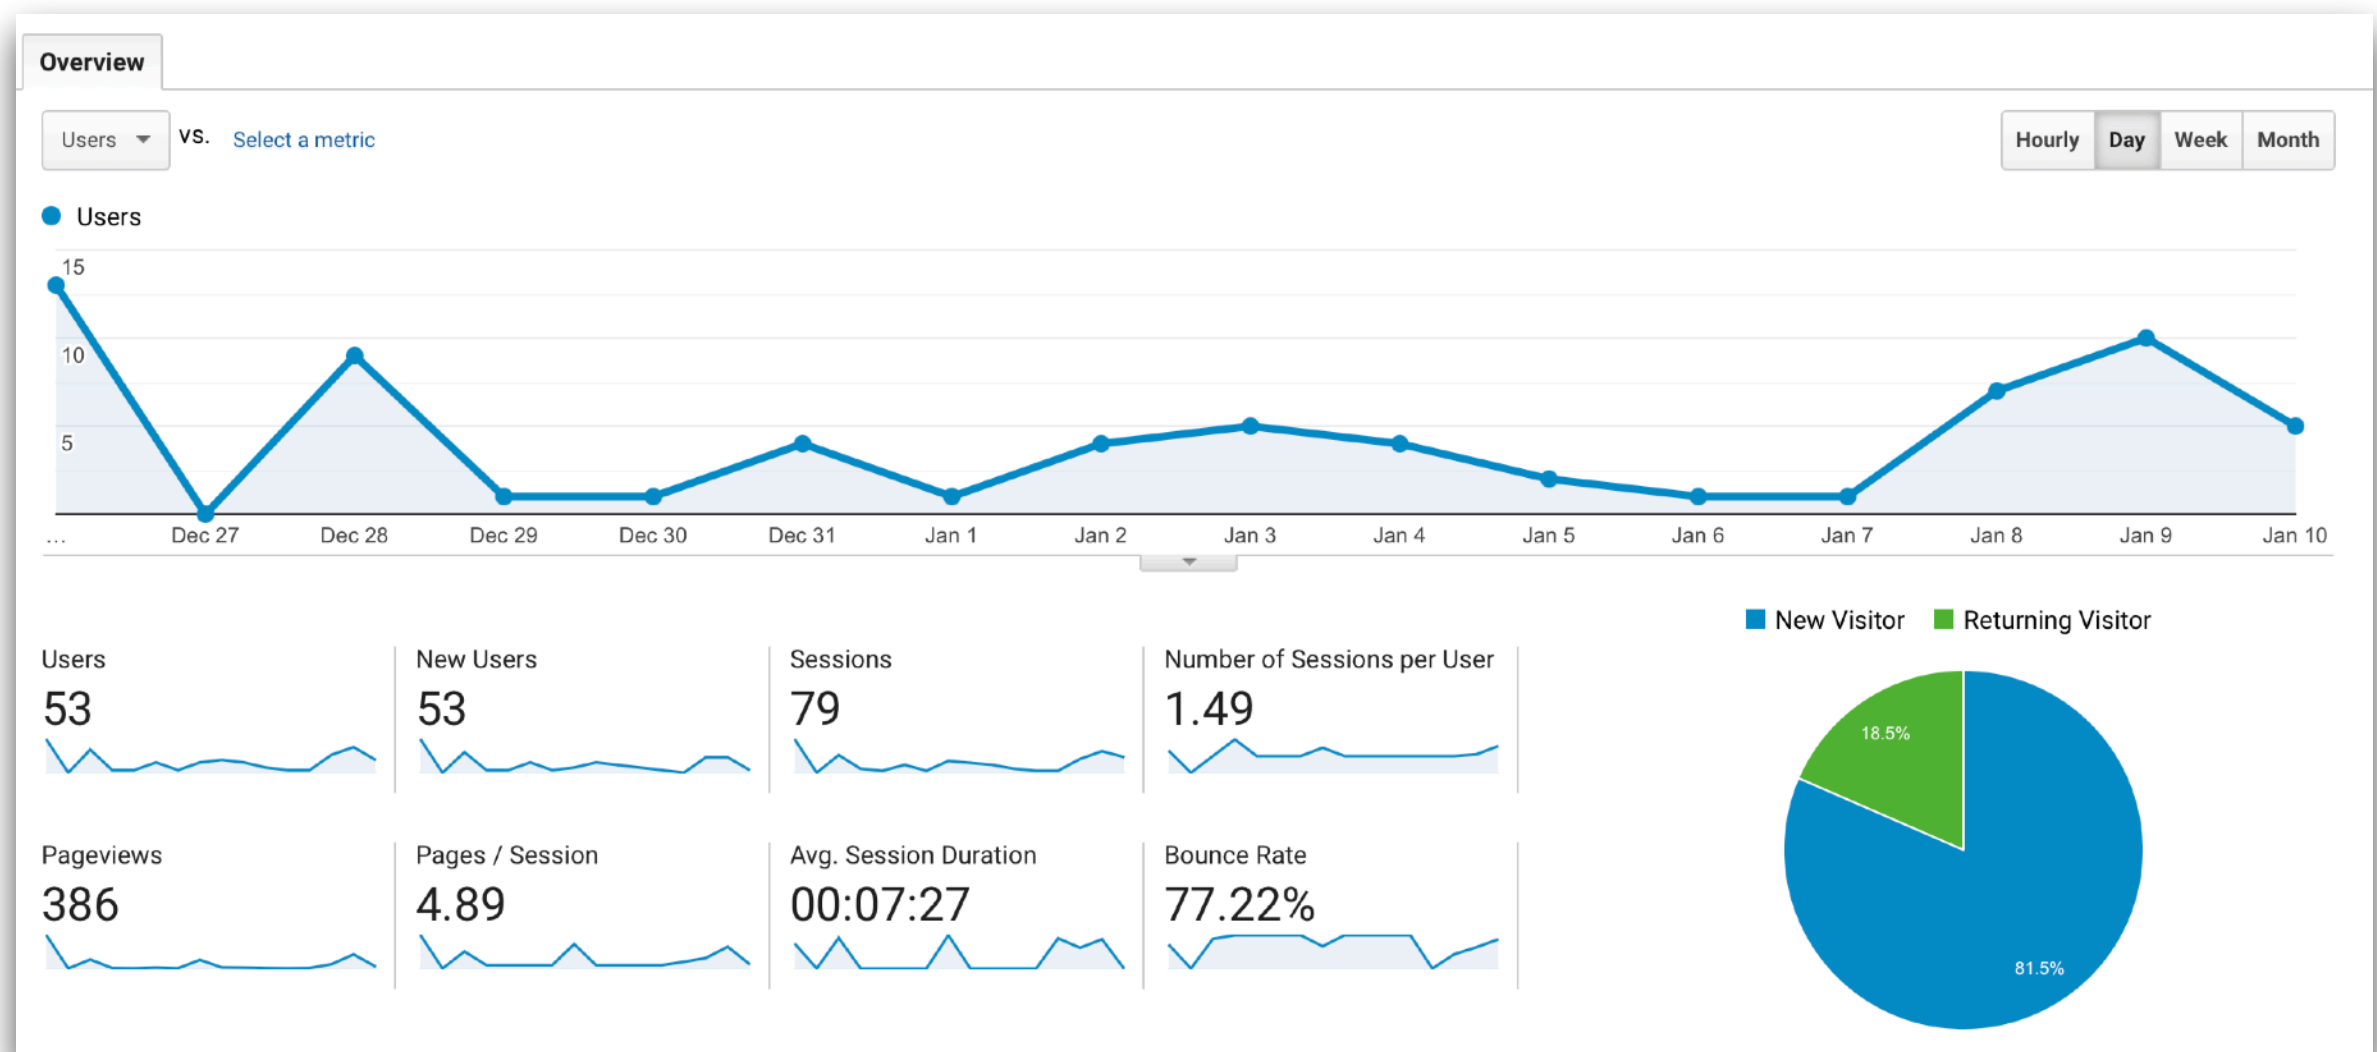 Overview
Users vs. Select a metric
Hourly Day Week Month
Users
15
10
5
... Dec 27 Dec 28 Dec 29 Dec 30 Dec 31 Jan 1 Jan 2 Jan 3 Jan 4 Jan 5 Jan 6 Jan 7 Jan 8 Jan 9 Jan 10
New Visitor Returning Visitor
Users New Users Sessions Number of Sessions per User
53 53 79 1.49
Pageviews Pages / Session Avg. Session Duration Bounce Rate
386 4.89 00:07:27 77.22%
18.5%
81.5%